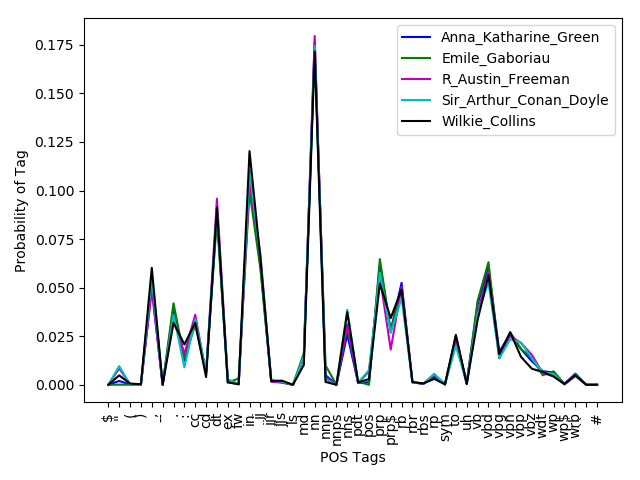 Anna_Katharine_Green
Emile_Gaboriau
R_Austin_Freeman
Sir_Arthur_Conan_Doyle
Wilkie_Collins
Probability of Tag
0.175
0.150
0.125
0.100
0.075
0.050
0.025
0.000
$
''
(
)
,
.
:
cc
cd
dt
ex
fw
in
jj
jjr
jjs
ls
md
nn
nnp
nnps
nns
pdt
pos
prp
prp$
rb
rbr
rbs
rp
sym
to
uh
vb
vbd
vbg
vbn
vbp
vbz
wdt
wp
wp$
wrb
#
POS Tags